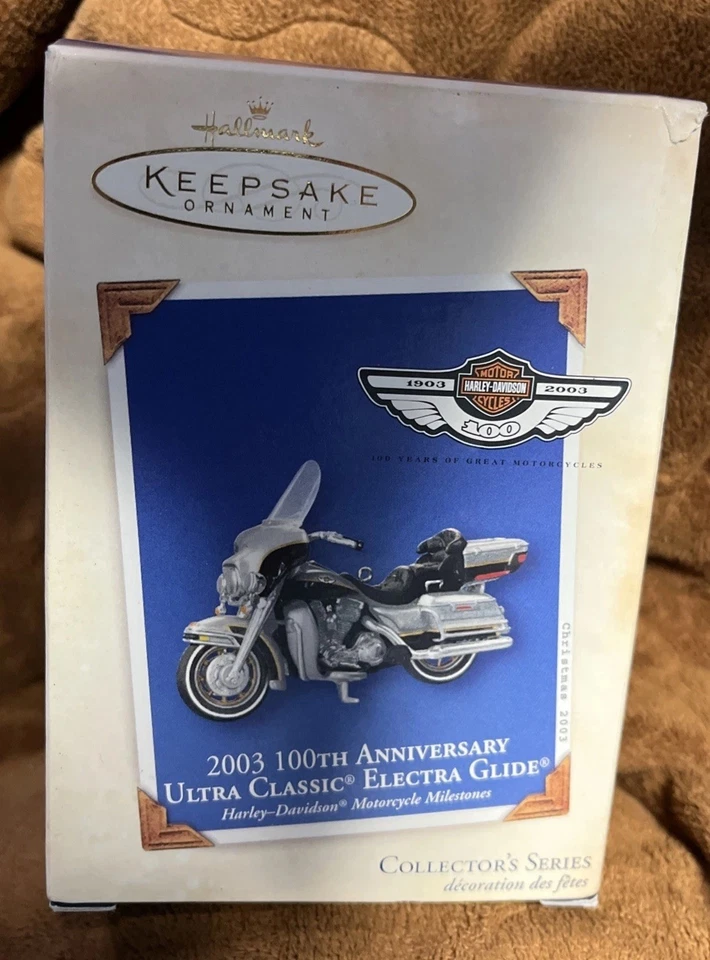 Hallmark
KEEPSAKE
ORNAMENT
MOTOR
1903 HARLEY-DAVIDSON 2003
CYCLES
100
100 YEARS OF GREAT MOTORCYCLES
Christmas 2003
2003 100TH ANNIVERSARY
ULTRA CLASSIC® ELECTRA GLIDE®
Harley-Davidson® Motorcycle Milestones
COLLECTOR'S SERIES
décoration des fêtes